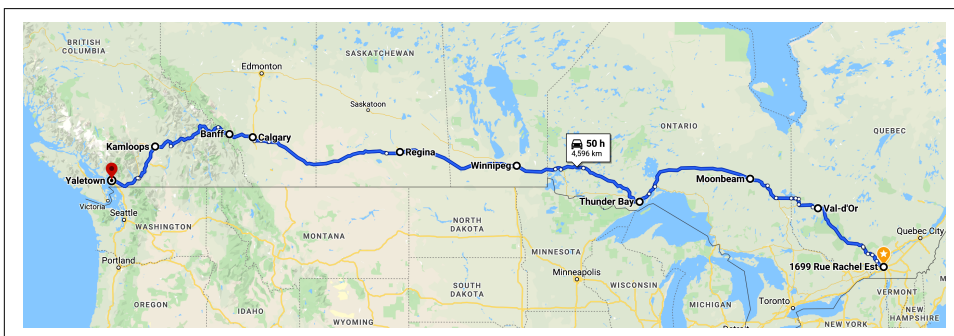 BRITISH
COLUMBIA
SASKATCHEWAN
Edmonton
Saskatoon
ONTARIO
QUEBEC
Kamloops
Banff
Calgary
Regina
Winnipeg
50 h
4,596 km
Yaletown
Victoria
Seattle
WASHINGTON
Thunder Bay
Moonbeam
Val-d'Or
Quebec City
1699 Rue Rachel Est
MONTANA
NORTH
DAKOTA
MINNESOTA
Portland
Minneapolis
WISCONSIN
SOUTH
DAKOTA
OREGON
IDAHO
WYOMING
MICHIGAN
Toronto
VERMONT
NEW
HAMPSHIRE
NEW YORK
M